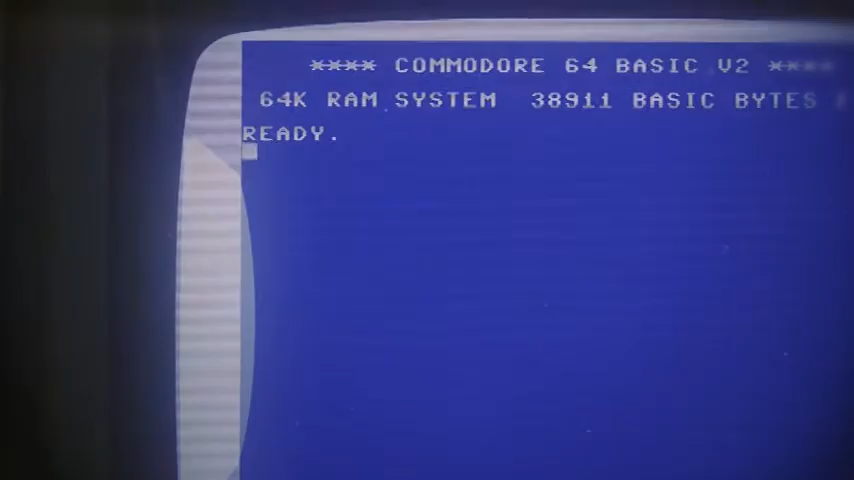 **** COMMODORE 64 BASIC V2 ****
64K RAM SYSTEM 38911 BASIC BYTES
READY.